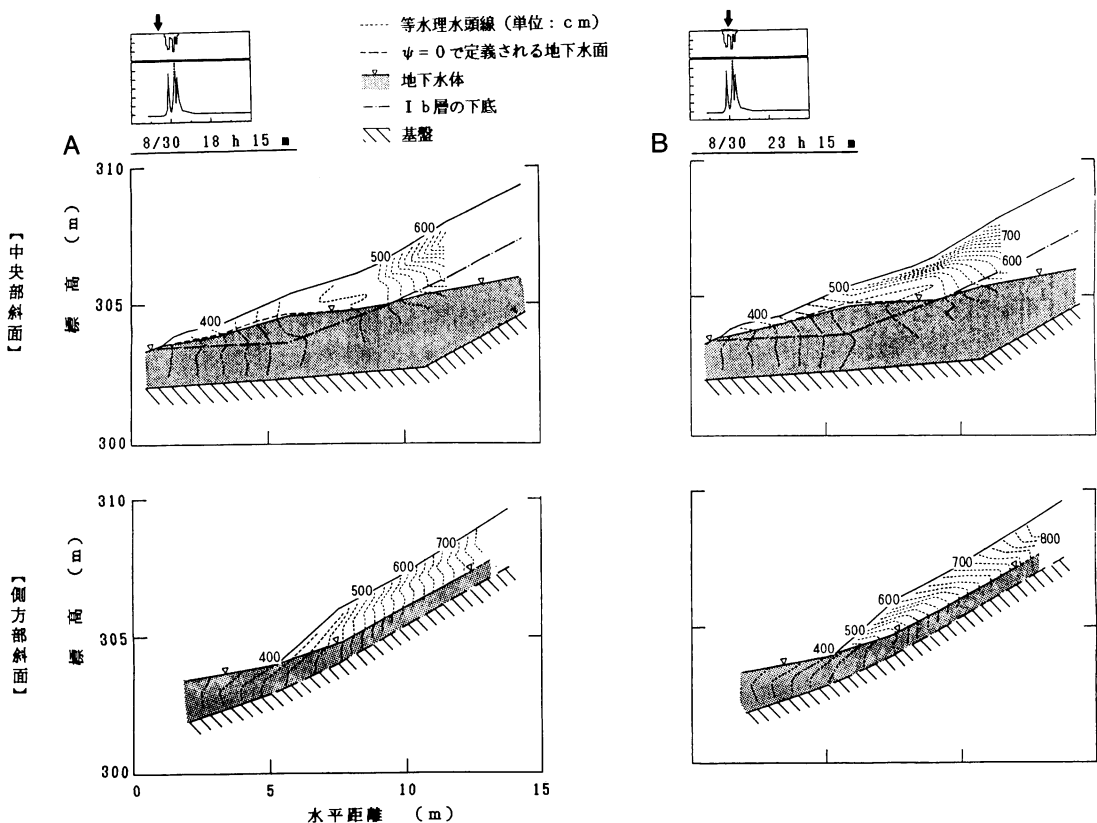 等水理水頭線（単位：ｃｍ）
ψ＝０で定義される地下水面
地下水体
Ｉｂ層の下底
基盤
A
8/30 18 h 15 m
B
8/30 23 h 15 m
【中央部斜面】
標高（m）
310
305
300
600
500
400
700
600
500
400
【側方部斜面】
標高（m）
310
305
300
700
600
500
400
800
700
600
500
400
0 5 10 15
水平距離（m）